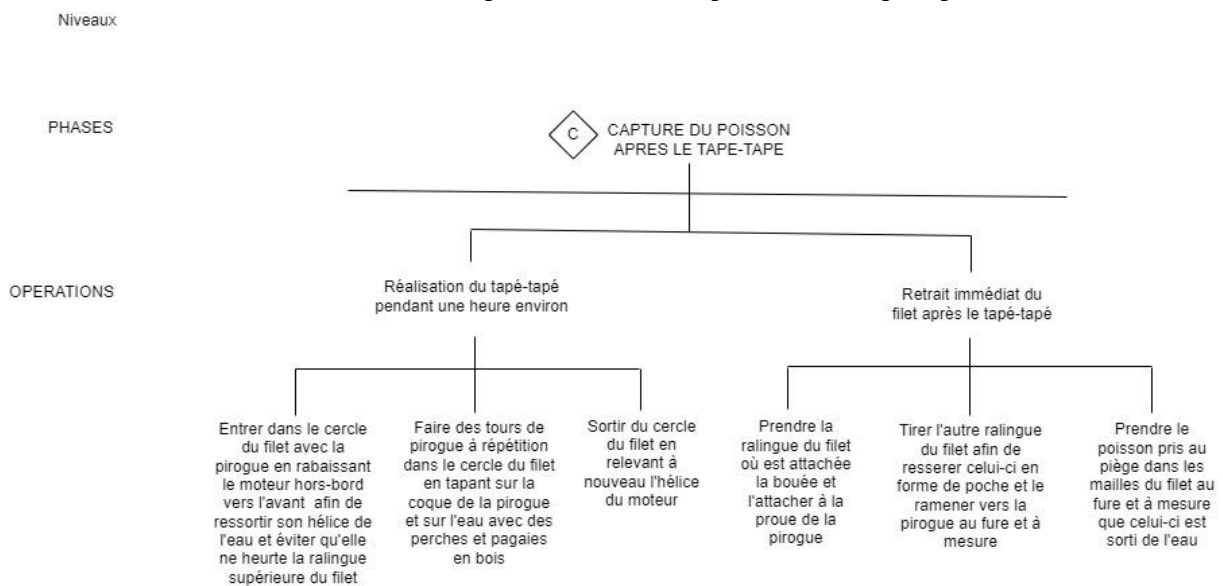 Niveaux
PHASES
C
CAPTURE DU POISSON
APRES LE TAPE-TAPE
OPERATIONS
Réalisation du tapé-tapé
pendant une heure environ
Retrait immédiat du
filet après le tapé-tapé
Entrer dans le cercle
du filet avec la
pirogue en rabaissant
le moteur hors-bord
vers l'avant afin de
ressortir son hélice de
l'eau et éviter qu'elle
ne heurte la ralingue
supérieure du filet
Faire des tours de
pirogue à répétition
dans le cercle du filet
en tapant sur la
coque de la pirogue
et sur l'eau avec des
perches et pagaies
en bois
Sortir du cercle
du filet en
relevant à
nouveau l'hélice
du moteur
Prendre la
ralingue du filet
où est attachée
la bouée et
l'attacher à la
proue de la
pirogue
Tirer l'autre ralingue
du filet afin de
resserer celui-ci en
forme de poche et le
ramener vers la
pirogue au fure et à
mesure
Prendre le
poisson pris au
piège dans les
mailles du filet au
fure et à mesure
que celui-ci est
sorti de l'eau